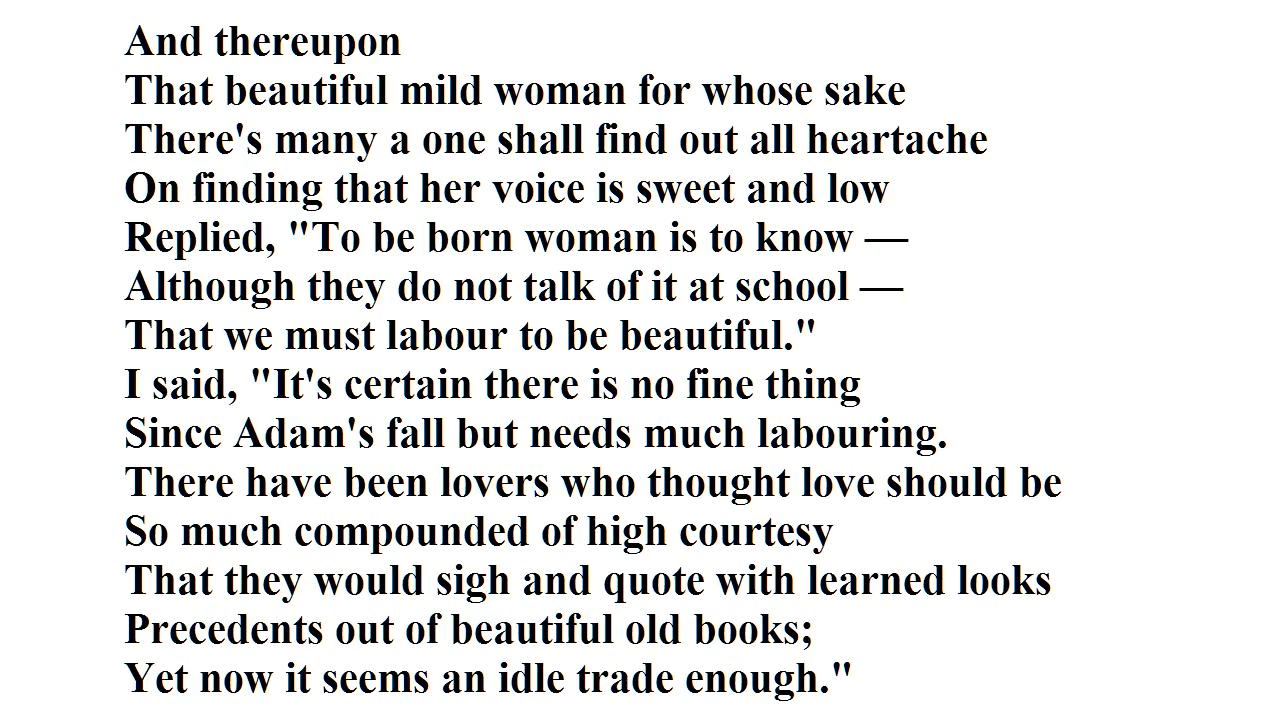 And thereupon
That beautiful mild woman for whose sake
There's many a one shall find out all heartache
On finding that her voice is sweet and low
Replied, "To be born woman is to know —
Although they do not talk of it at school —
That we must labour to be beautiful."
I said, "It's certain there is no fine thing
Since Adam's fall but needs much labouring.
There have been lovers who thought love should be
So much compounded of high courtesy
That they would sigh and quote with learned looks
Precedents out of beautiful old books;
Yet now it seems an idle trade enough."